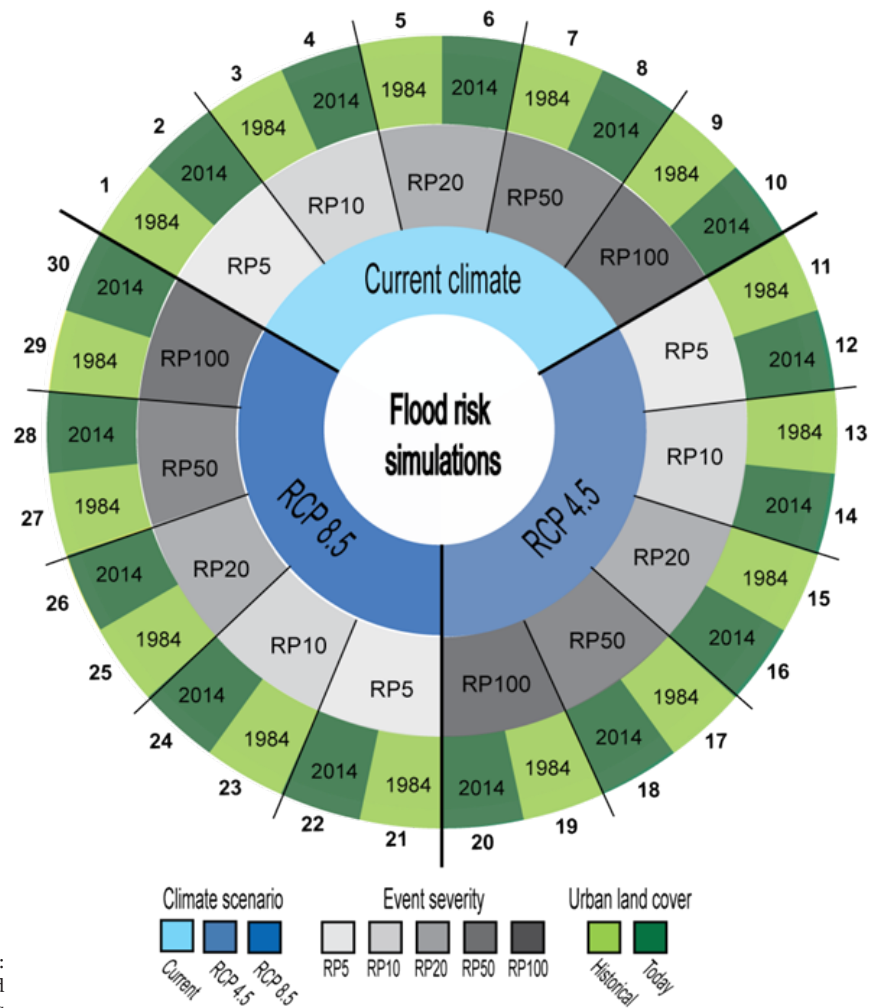 1
2
3
4
5
6
7
8
9
10
11
12
13
14
15
16
17
18
19
20
21
22
23
24
25
26
27
28
29
30
1984
2014
1984
2014
1984
2014
1984
2014
1984
2014
1984
2014
1984
2014
1984
2014
1984
2014
1984
2014
1984
2014
1984
2014
1984
2014
1984
2014
1984
2014
RP5
RP10
RP20
RP50
RP100
RP5
RP10
RP20
RP50
RP100
RP5
RP10
RP20
RP50
RP100
Current climate
RCP 4.5
RCP 8.5
Flood risk
simulations
Climate scenario
Current
RCP 4.5
RCP 8.5
Event severity
RP5
RP10
RP20
RP50
RP100
Urban land cover
Historical
Today